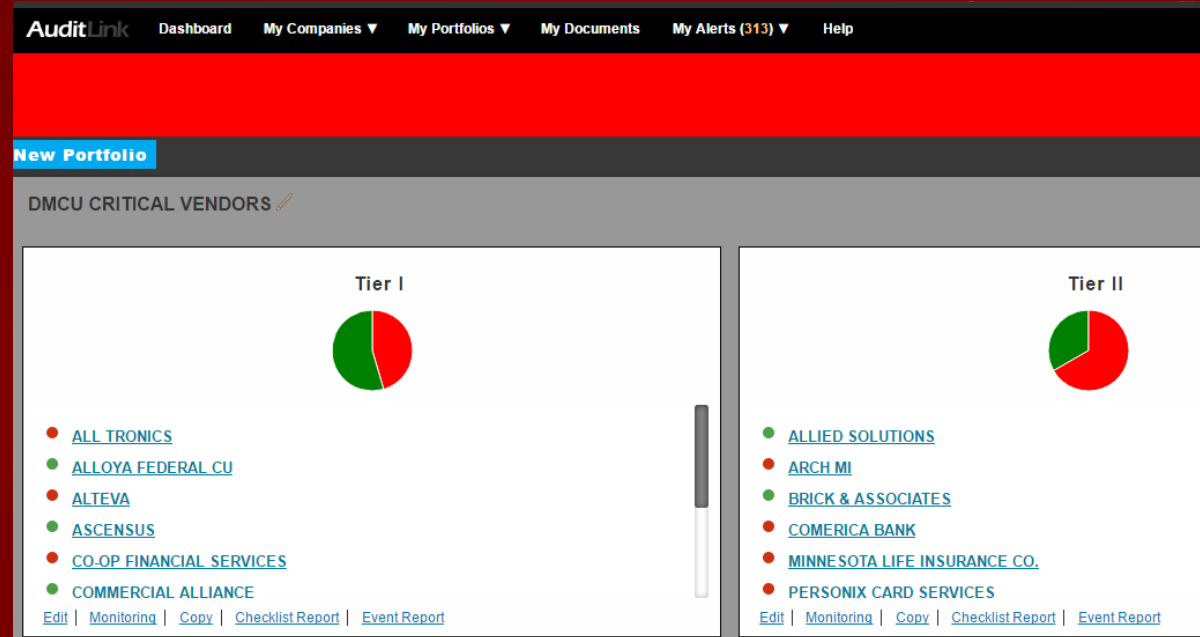 AuditLink Dashboard My Companies ▼ My Portfolios ▼ My Documents My Alerts (313) ▼ Help
New Portfolio
DMCU CRITICAL VENDORS
Tier I
ALL TRONICS
ALLOYA FEDERAL CU
ALTEVA
ASCENSUS
CO-OP FINANCIAL SERVICES
COMMERCIAL ALLIANCE
Edit | Monitoring | Copy | Checklist Report | Event Report
Tier II
ALLIED SOLUTIONS
ARCH MI
BRICK & ASSOCIATES
COMERICA BANK
MINNESOTA LIFE INSURANCE CO.
PERSONIX CARD SERVICES
Edit | Monitoring | Copy | Checklist Report | Event Report